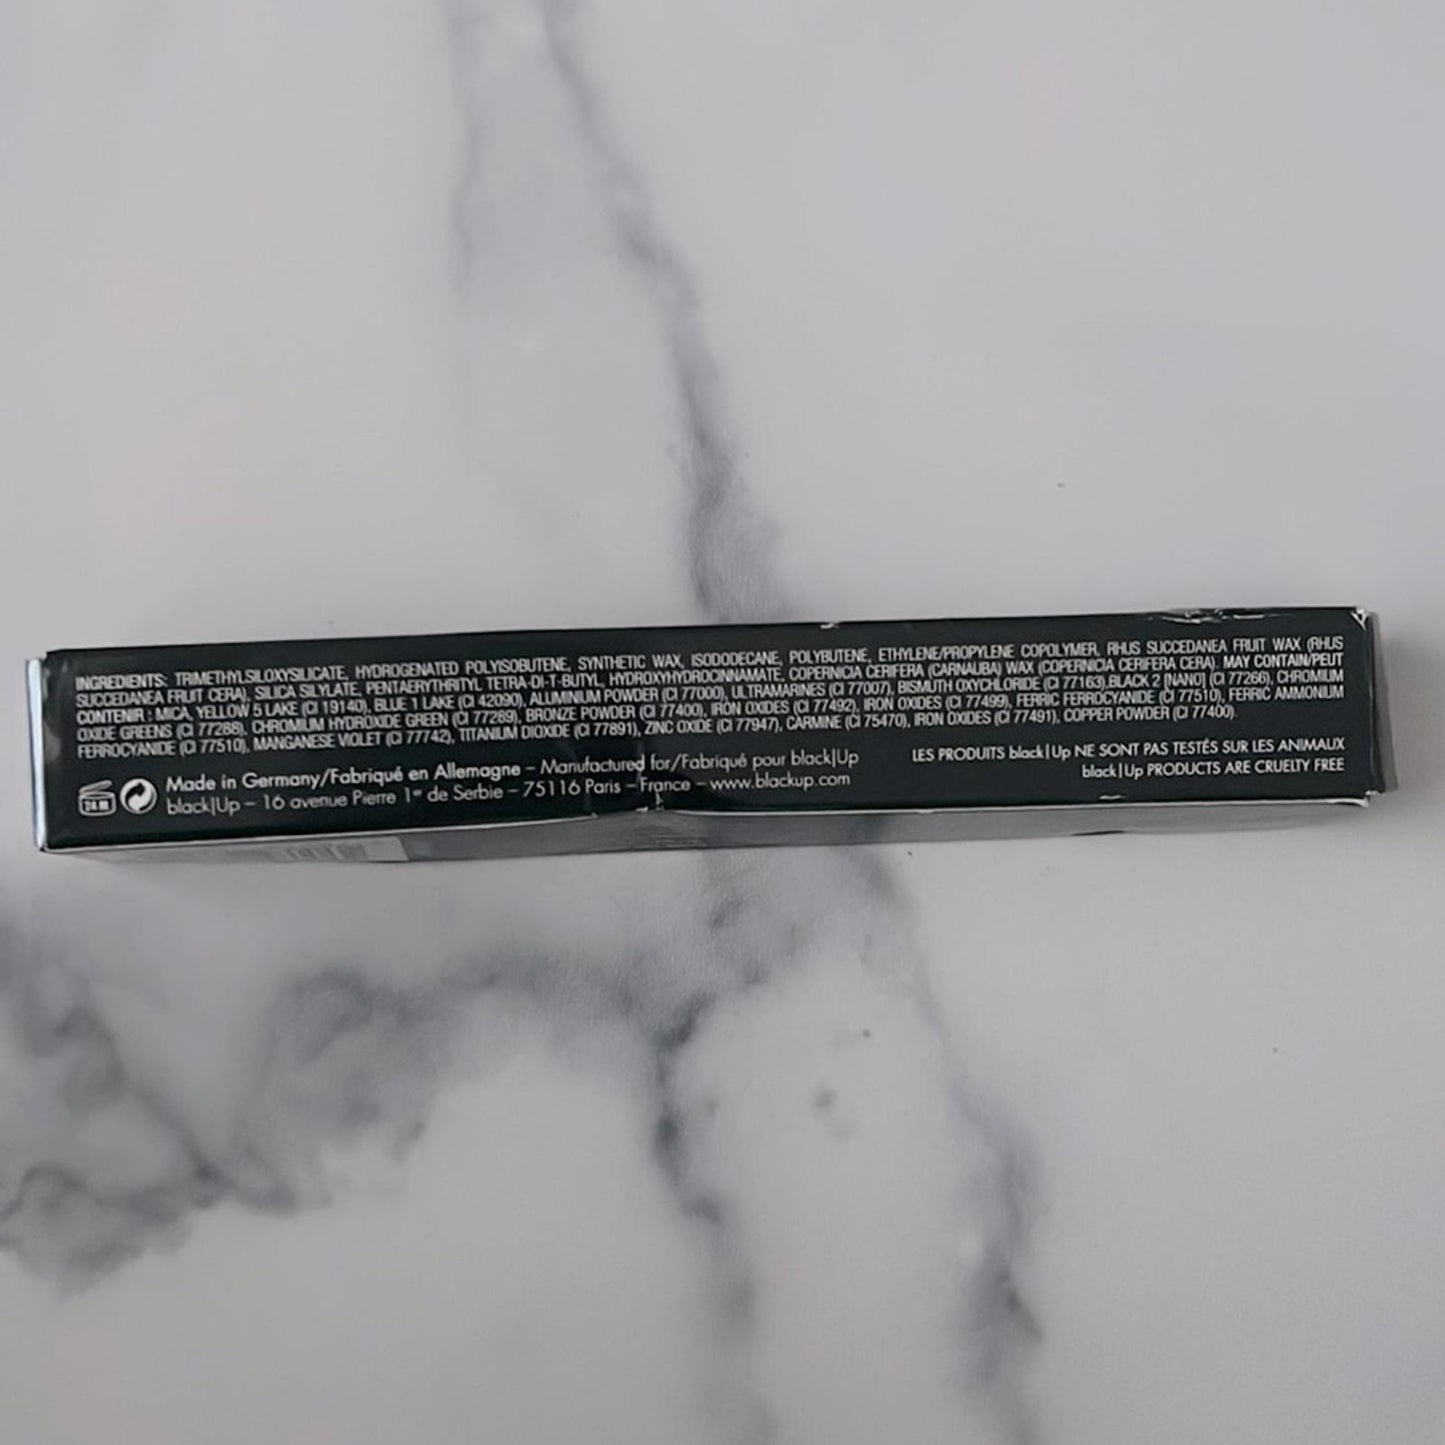 INGREDIENTS: TRIMETHYLSILOXYSILICATE, HYDROGENATED POLYISOBUTENE, SYNTHETIC WAX, ISODODECANE, POLYBUTENE, ETHYLENE/PROPYLENE COPOLYMER, RHUS SUCCEDANEA FRUIT WAX (RHUS
SUCCEDANEA FRUIT CERA), SILICA SILYLATE, PENTAERYTHRITYL TETRA-DI-T-BUTYL, HYDROXYHYDROCINNAMATE, COPERNICIA CERIFERA (CARNAUBA) WAX (COPERNICIA CERIFERA CERA). MAY CONTAIN/PEUT
CONTENIR : MICA, YELLOW 5 LAKE (CI 19140), BLUE 1 LAKE (CI 42090), ALUMINIUM POWDER (CI 77000), ULTRAMARINES (CI 77007), BISMUTH OXYCHLORIDE (CI 77163),BLACK 2 [NANO] (CI 77266), CHROMIUM
OXIDE GREENS (CI 77288), CHROMIUM HYDROXIDE GREEN (CI 77289), BRONZE POWDER (CI 77400), IRON OXIDES (CI 77492), IRON OXIDES (CI 77499), FERRIC FERROCYANIDE (CI 77510), FERRIC AMMONIUM
FERROCYANIDE (CI 77510), MANGANESE VIOLET (CI 77742), TITANIUM DIOXIDE (CI 77891), ZINC OXIDE (CI 77947), CARMINE (CI 75470), IRON OXIDES (CI 77491), COPPER POWDER (CI 77400).
24 m
Made in Germany/Fabriqué en Allemagne – Manufactured for/Fabriqué pour black|Up
black|Up – 16 avenue Pierre 1er de Serbie – 75116 Paris – France – www.blackup.com
LES PRODUITS black|Up NE SONT PAS TESTÉS SUR LES ANIMAUX
black|Up PRODUCTS ARE CRUELTY FREE